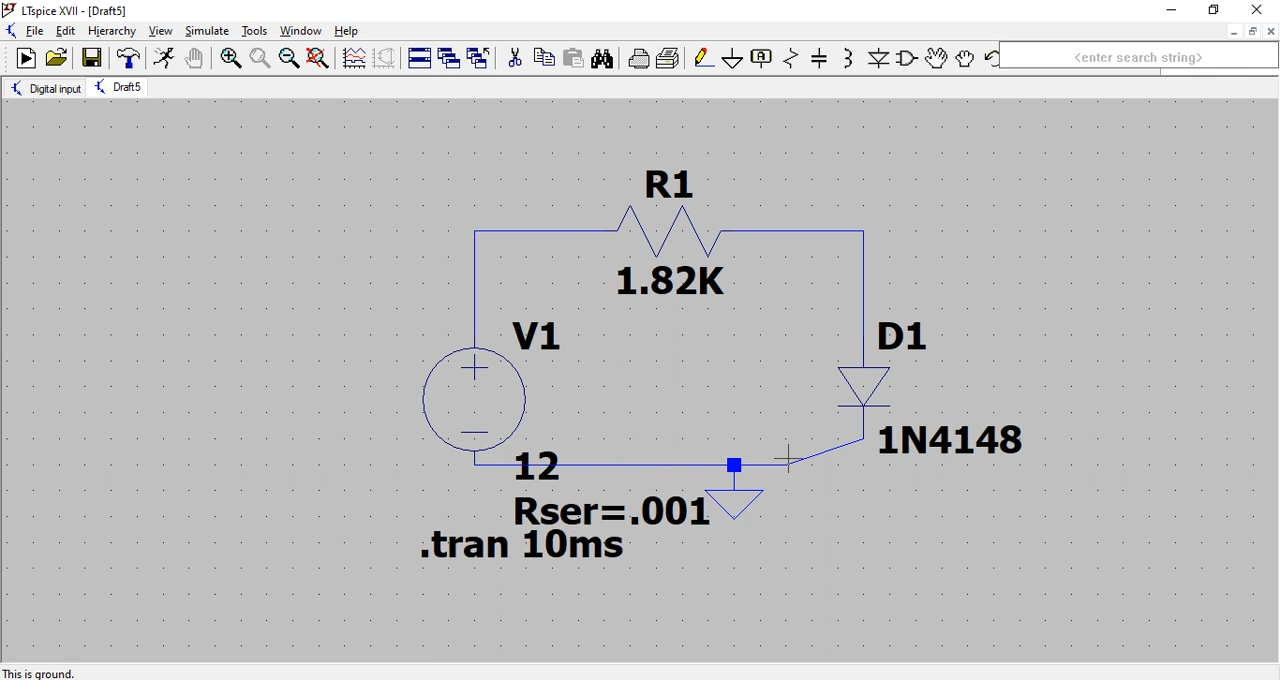 LTspice XVII - [Draft5]
File Edit Hierarchy View Simulate Tools Window Help
<enter search string>
Digital input Draft5
R1
1.82K
V1
D1
1N4148
12
Rser=.001
.tran 10ms
This is ground.